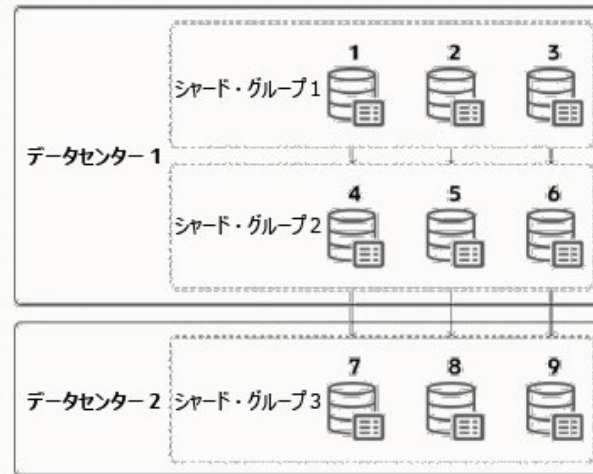 1 2 3
シャード・グループ1
データセンター 1
4 5 6
シャード・グループ2
7 8 9
データセンター 2 シャード・グループ3